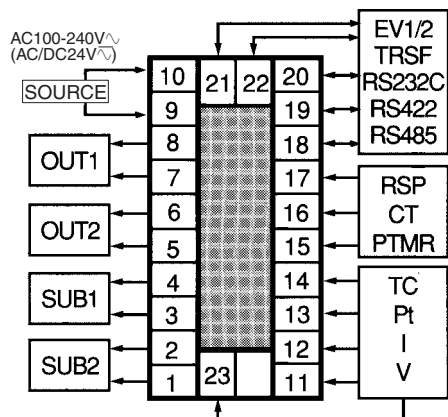 AC100-240V
(AC/DC24V)
SOURCE
10
9
8
7
6
5
4
3
2
1
OUT1
OUT2
SUB1
SUB2
21 22
23
20
19
18
17
16
15
14
13
12
11
EV1/2
TRSF
RS232C
RS422
RS485
RSP
CT
PTMR
TC
Pt
I
V